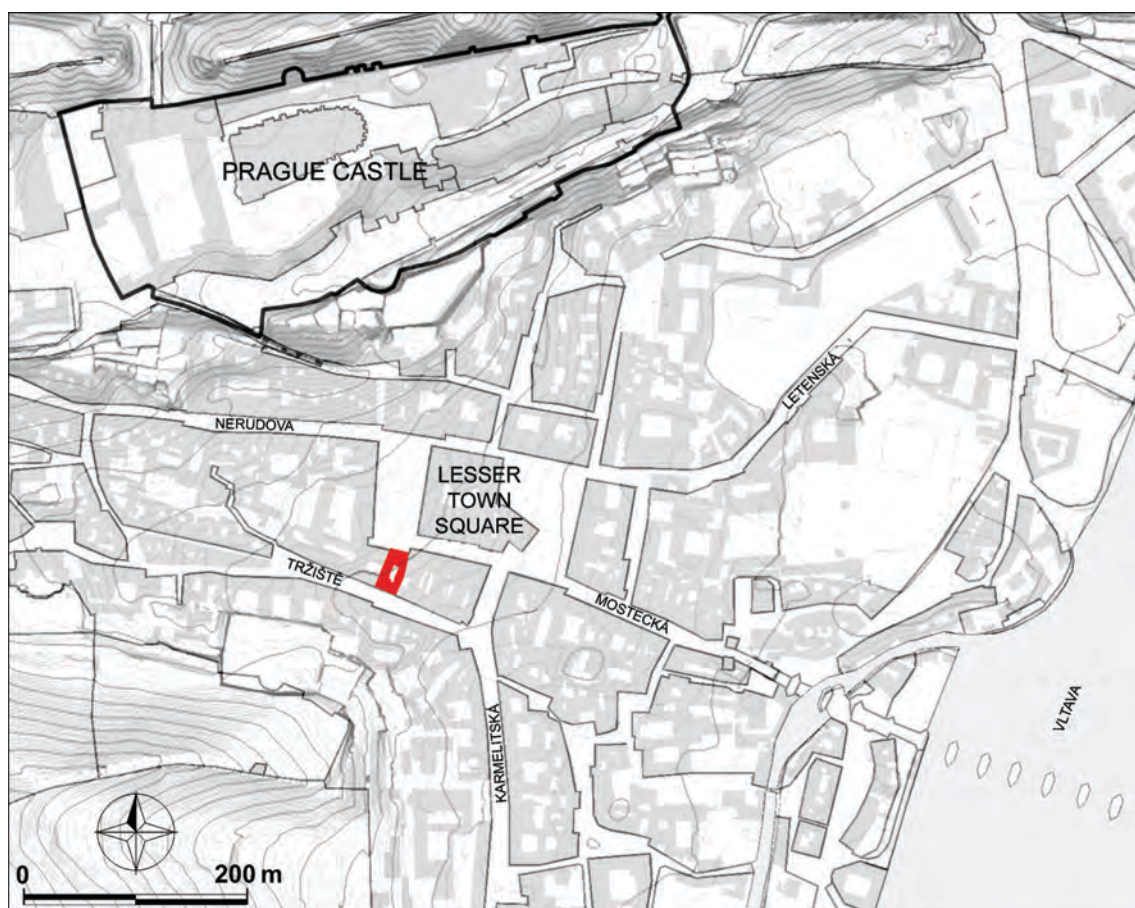 PRAGUE CASTLE
LETENSKÁ
NERUDOVA
LESSER
TOWN
SQUARE
TRŽIŠTĚ
MOSTECKÁ
KARMELITSKÁ
VLTAVA
0
200 m